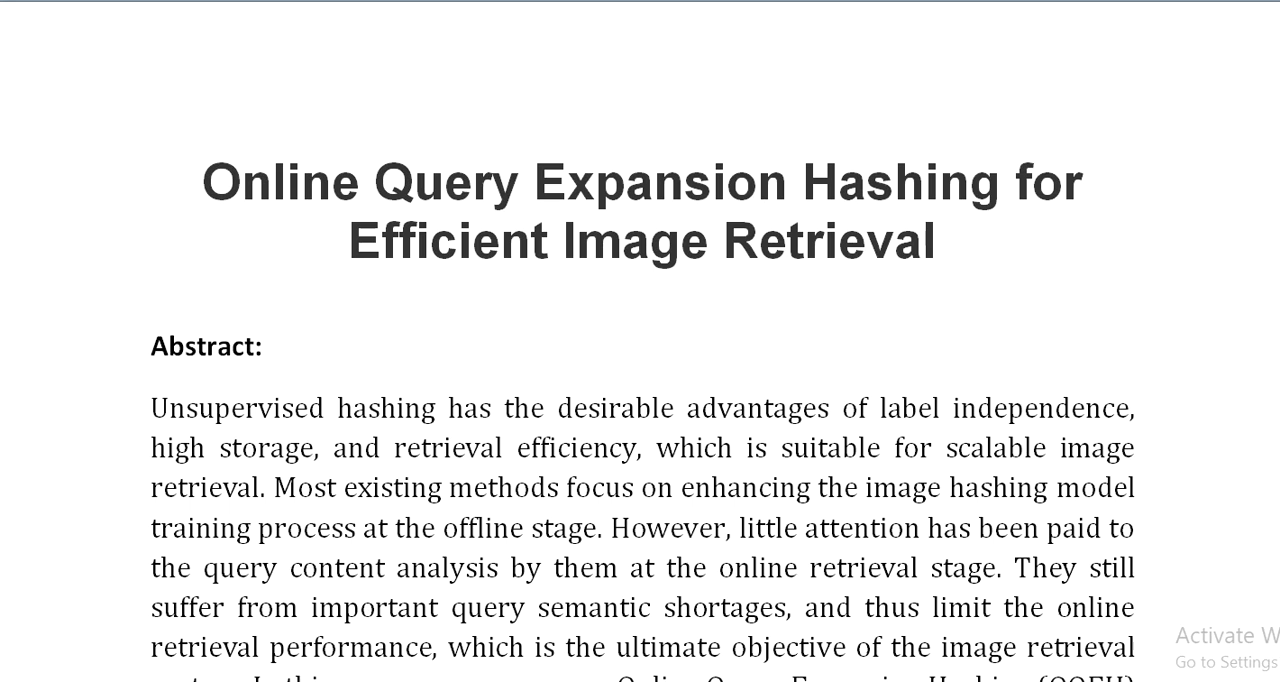 Online Query Expansion Hashing for
Efficient Image Retrieval
Abstract:
Unsupervised hashing has the desirable advantages of label independence,
high storage, and retrieval efficiency, which is suitable for scalable image
retrieval. Most existing methods focus on enhancing the image hashing model
training process at the offline stage. However, little attention has been paid to
the query content analysis by them at the online retrieval stage. They still
suffer from important query semantic shortages, and thus limit the online
retrieval performance, which is the ultimate objective of the image retrieval
Activate W
Go to Settings